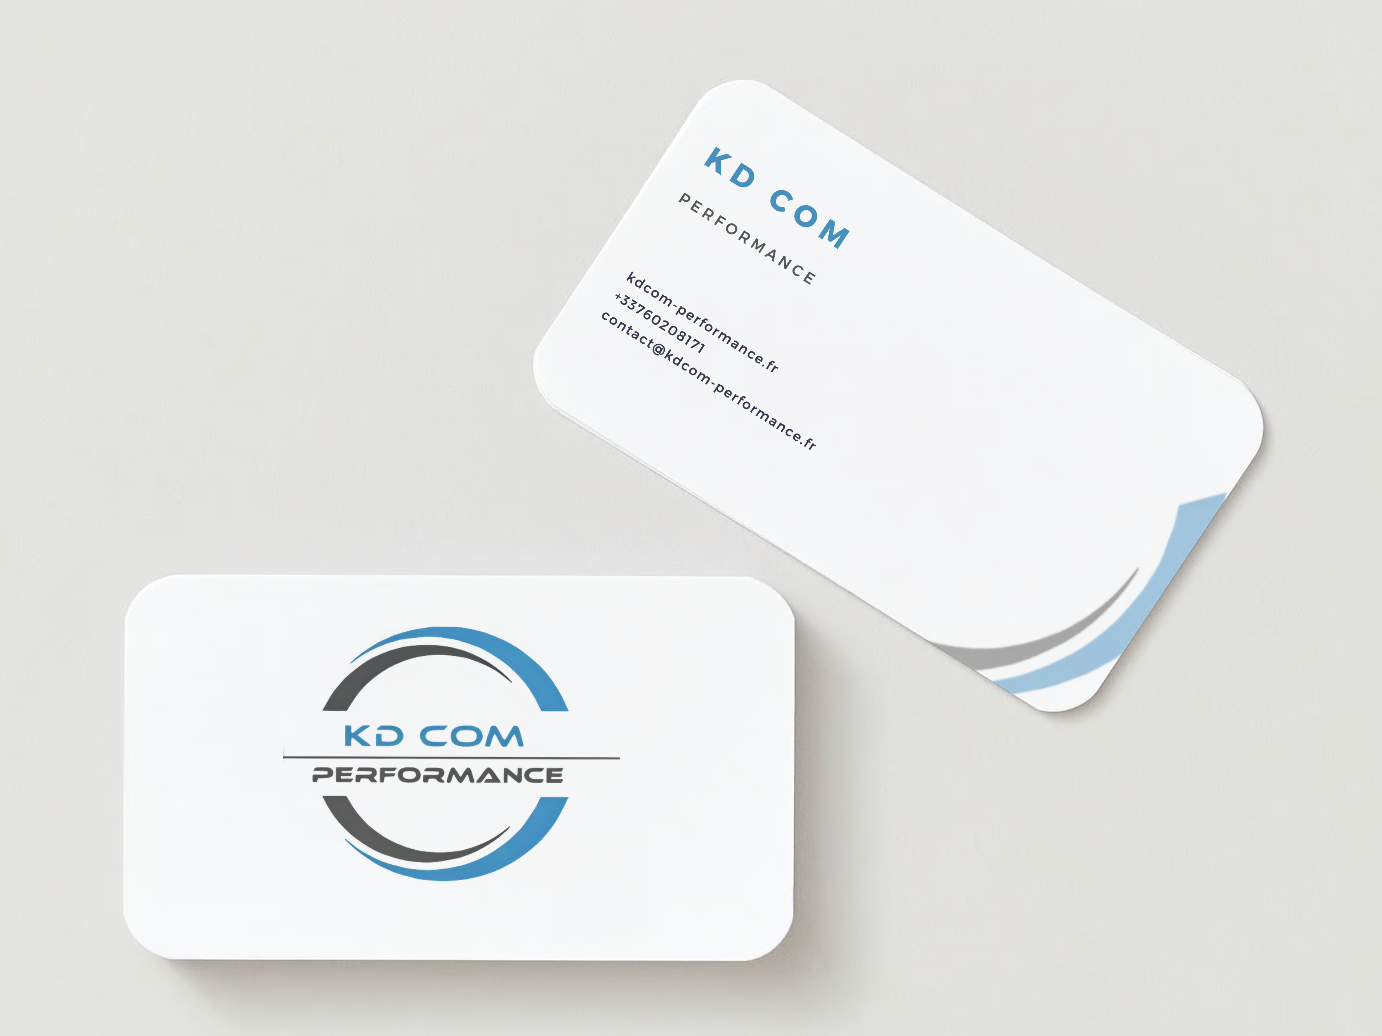 KD COM
PERFORMANCE
kdcom-performance.fr
+33760208171
contact@kdcom-performance.fr
KD COM
PERFORMANCE